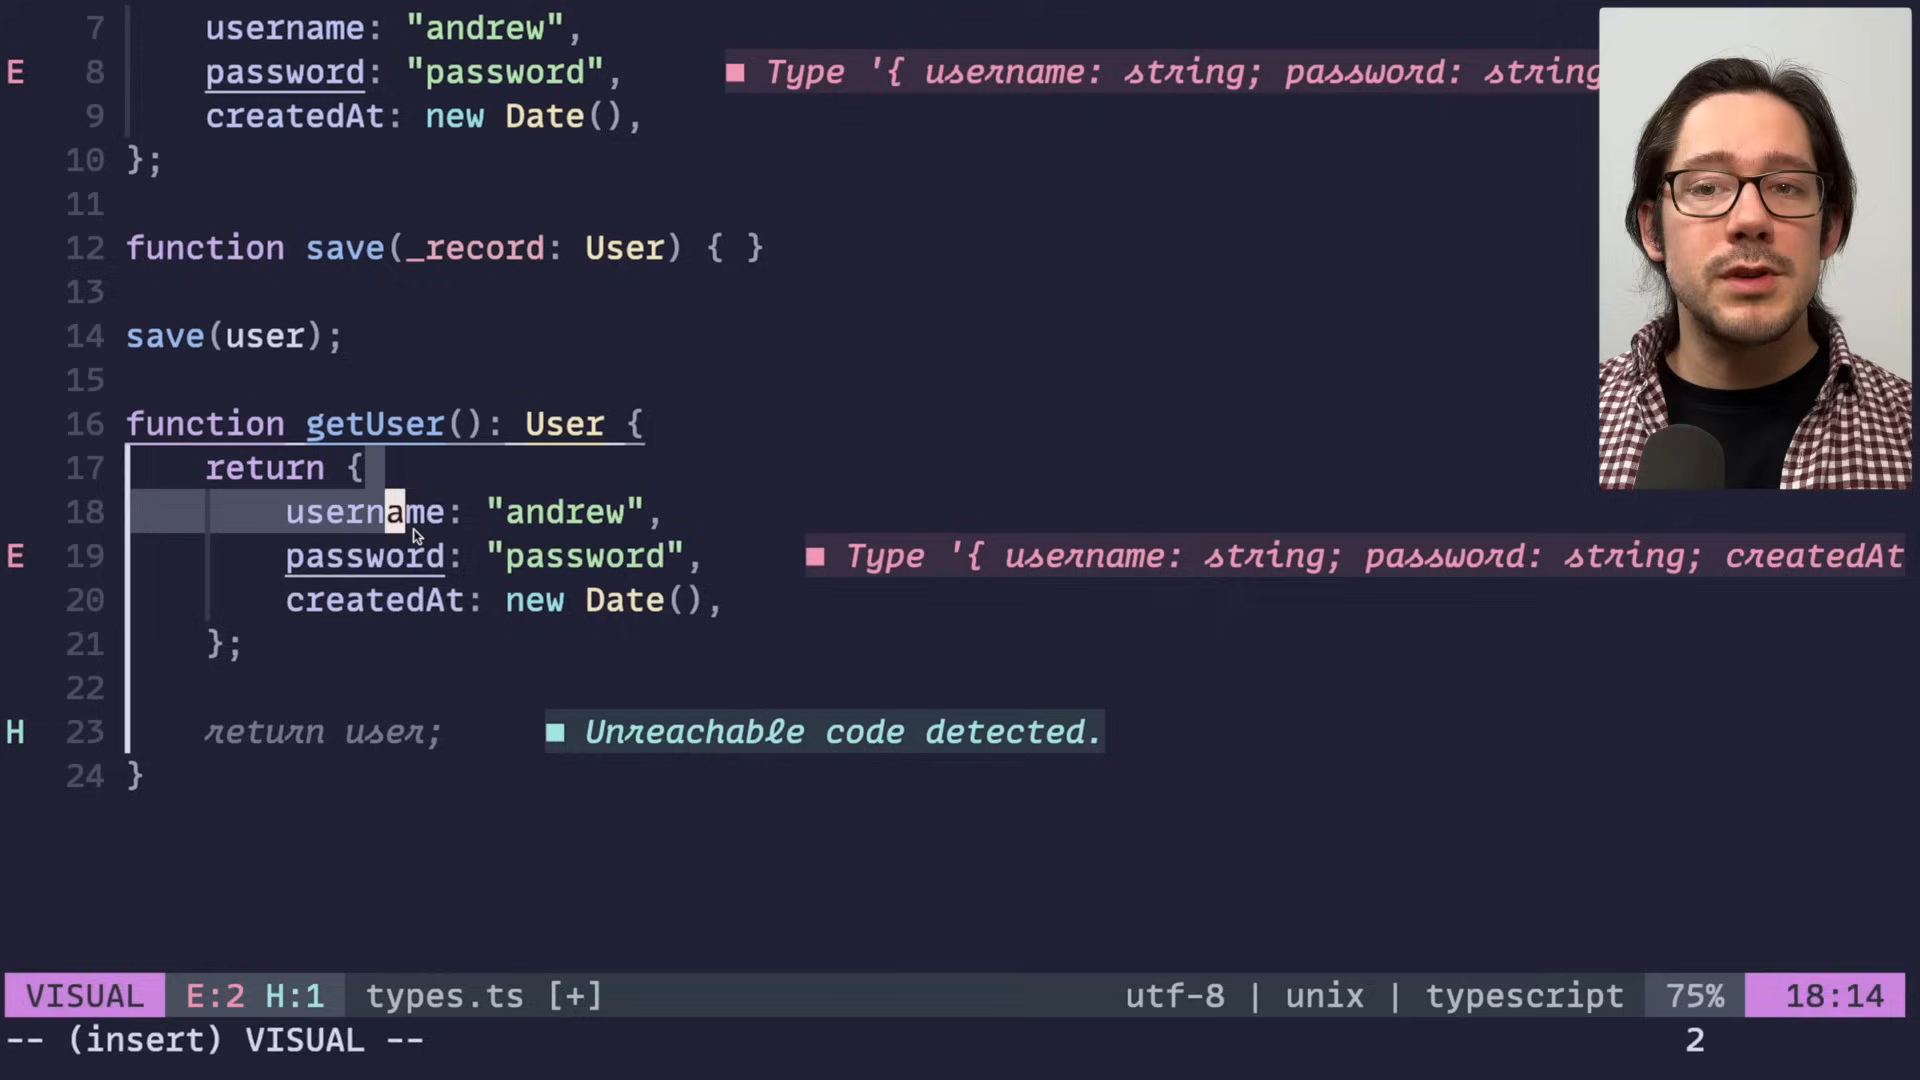 7 username: "andrew",
E 8 password: "password", ■ Type '{ username: string; password: string
9 createdAt: new Date(),
10 };
11
12 function save(_record: User) { }
13
14 save(user);
15
16 function getUser(): User {
17 return {
18 username: "andrew",
E 19 password: "password", ■ Type '{ username: string; password: string; createdAt
20 createdAt: new Date(),
21 };
22
H 23 return user; ■ Unreachable code detected.
24 }
VISUAL E:2 H:1 types.ts [+] utf-8 | unix | typescript 75% 18:14
-- (insert) VISUAL -- 2